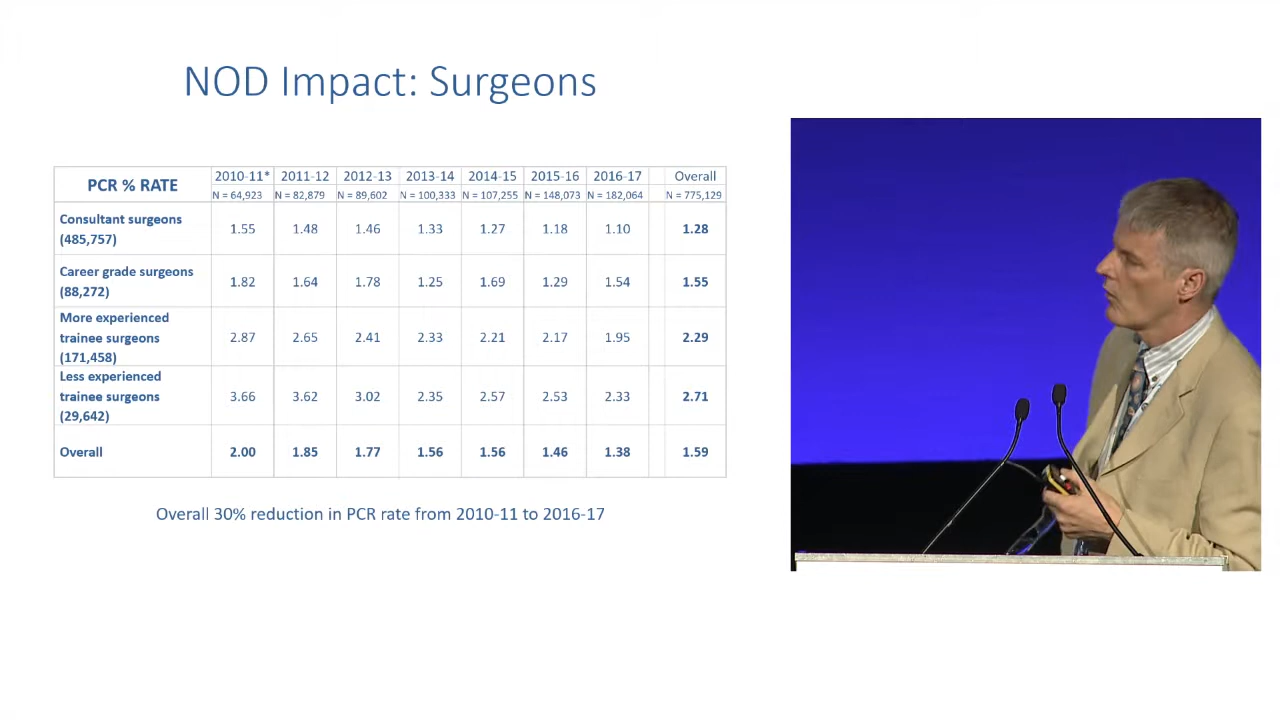 NOD Impact: Surgeons
PCR % RATE
2010-11* 2011-12 2012-13 2013-14 2014-15 2015-16 2016-17 Overall
N = 64,923 N = 82,879 N = 89,602 N = 100,333 N = 107,255 N = 148,073 N = 182,064 N = 775,129
Consultant surgeons
(485,757)
1.55 1.48 1.46 1.33 1.27 1.18 1.10 1.28
Career grade surgeons
(88,272)
1.82 1.64 1.78 1.25 1.69 1.29 1.54 1.55
More experienced
trainee surgeons
(171,458)
2.87 2.65 2.41 2.33 2.21 2.17 1.95 2.29
Less experienced
trainee surgeons
(29,642)
3.66 3.62 3.02 2.35 2.57 2.53 2.33 2.71
Overall 2.00 1.85 1.77 1.56 1.56 1.46 1.38 1.59
Overall 30% reduction in PCR rate from 2010-11 to 2016-17